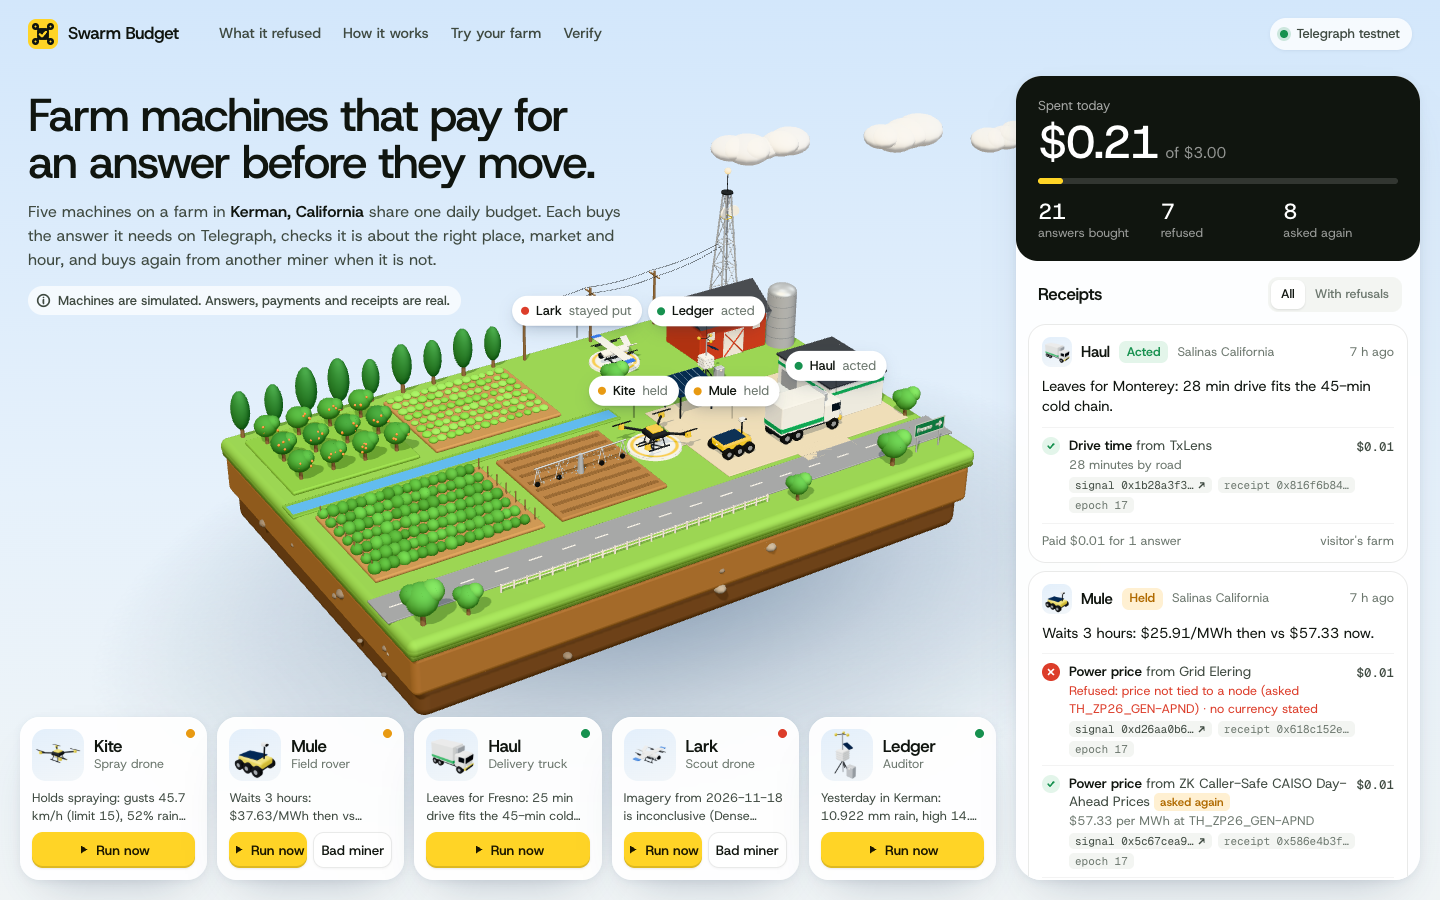 Swarm Budget
What it refused
How it works
Try your farm
Verify
Telegraph testnet
Farm machines that pay for
an answer before they move.
Five machines on a farm in Kerman, California share one daily budget. Each buys
the answer it needs on Telegraph, checks it is about the right place, market and
hour, and buys again from another miner when it is not.
Machines are simulated. Answers, payments and receipts are real.
Lark stayed put
Ledger acted
Haul acted
Kite held
Mule held
Spent today
$0.21 of $3.00
21
answers bought
7
refused
8
asked again
Receipts
All
With refusals
Haul Acted Salinas California 7 h ago
Leaves for Monterey: 28 min drive fits the 45-min
cold chain.
Drive time from TxLens $0.01
28 minutes by road
signal 0x1b28a3f3… ↗ receipt 0x816f6b84…
epoch 17
Paid $0.01 for 1 answer visitor's farm
Mule Held Salinas California 7 h ago
Waits 3 hours: $25.91/MWh then vs $57.33 now.
Power price from Grid Elering $0.01
Refused: price not tied to a node (asked
TH_ZP26_GEN-APND) · no currency stated
signal 0xd26aa0b6… ↗ receipt 0x618c152e…
epoch 17
Power price from ZK Caller-Safe CAISO Day-
Ahead Prices asked again $0.01
$57.33 per MWh at TH_ZP26_GEN-APND
signal 0x5c67cea9… ↗ receipt 0x586e4b3f…
epoch 17
Kite
Spray drone
Holds spraying: gusts 45.7
km/h (limit 15), 52% rain…
Run now
Mule
Field rover
Waits 3 hours:
$37.63/MWh then vs…
Run now
Bad miner
Haul
Delivery truck
Leaves for Fresno: 25 min
drive fits the 45-min cold…
Run now
Lark
Scout drone
Imagery from 2026-11-18
is inconclusive (Dense…
Run now
Bad miner
Ledger
Auditor
Yesterday in Kerman:
10.922 mm rain, high 14.…
Run now